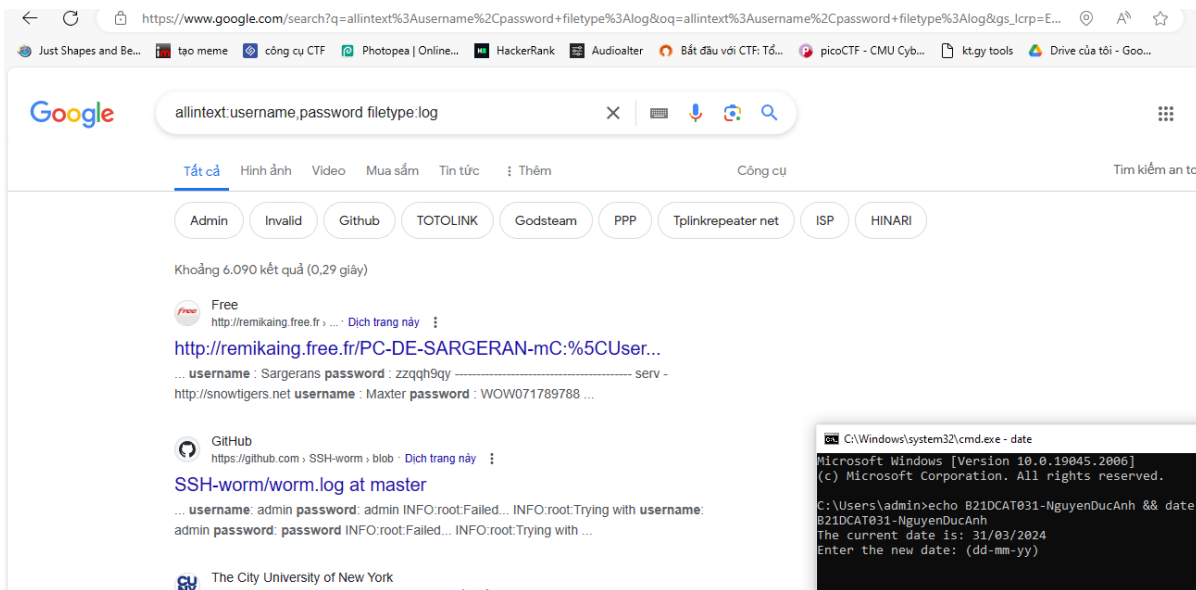 https://www.google.com/search?q=allintext%3Ausername%2Cpassword+filetype%3Alog&oq=allintext%3Ausername%2Cpassword+filetype%3Alog&gs_lcrp=E...
Just Shapes and Be... tạo meme công cụ CTF Photopea | Online... HackerRank Audioalter Bắt đầu với CTF: Tổ... picoCTF - CMU Cyb... kt.gy tools Drive của tôi - Goo...
Google allintext:username,password filetype:log
Tất cả Hình ảnh Video Mua sắm Tin tức Thêm Công cụ Tìm kiếm an to
Admin Invalid Github TOTOLINK Godsteam PPP Tplinkrepeater net ISP HINARI
Khoảng 6.090 kết quả (0,29 giây)
free Free
http://remikaing.free.fr › ... · Dịch trang này
http://remikaing.free.fr/PC-DE-SARGERAN-mC:%5CUser...
... username : Sargerans password : zzqqh9qy ---------------------------------------- serv -
http://snowtigers.net username : Maxter password : WOW071789788 ...
GitHub
https://github.com › SSH-worm › blob · Dịch trang này
SSH-worm/worm.log at master
... username: admin password: admin INFO:root:Failed... INFO:root:Trying with username:
admin password: password INFO:root:Failed... INFO:root:Trying with ...
The City University of New York
C:\Windows\system32\cmd.exe - date
Microsoft Windows [Version 10.0.19045.2006]
(c) Microsoft Corporation. All rights reserved.
C:\Users\admin>echo B21DCAT031-NguyenDucAnh && date
B21DCAT031-NguyenDucAnh
The current date is: 31/03/2024
Enter the new date: (dd-mm-yy)